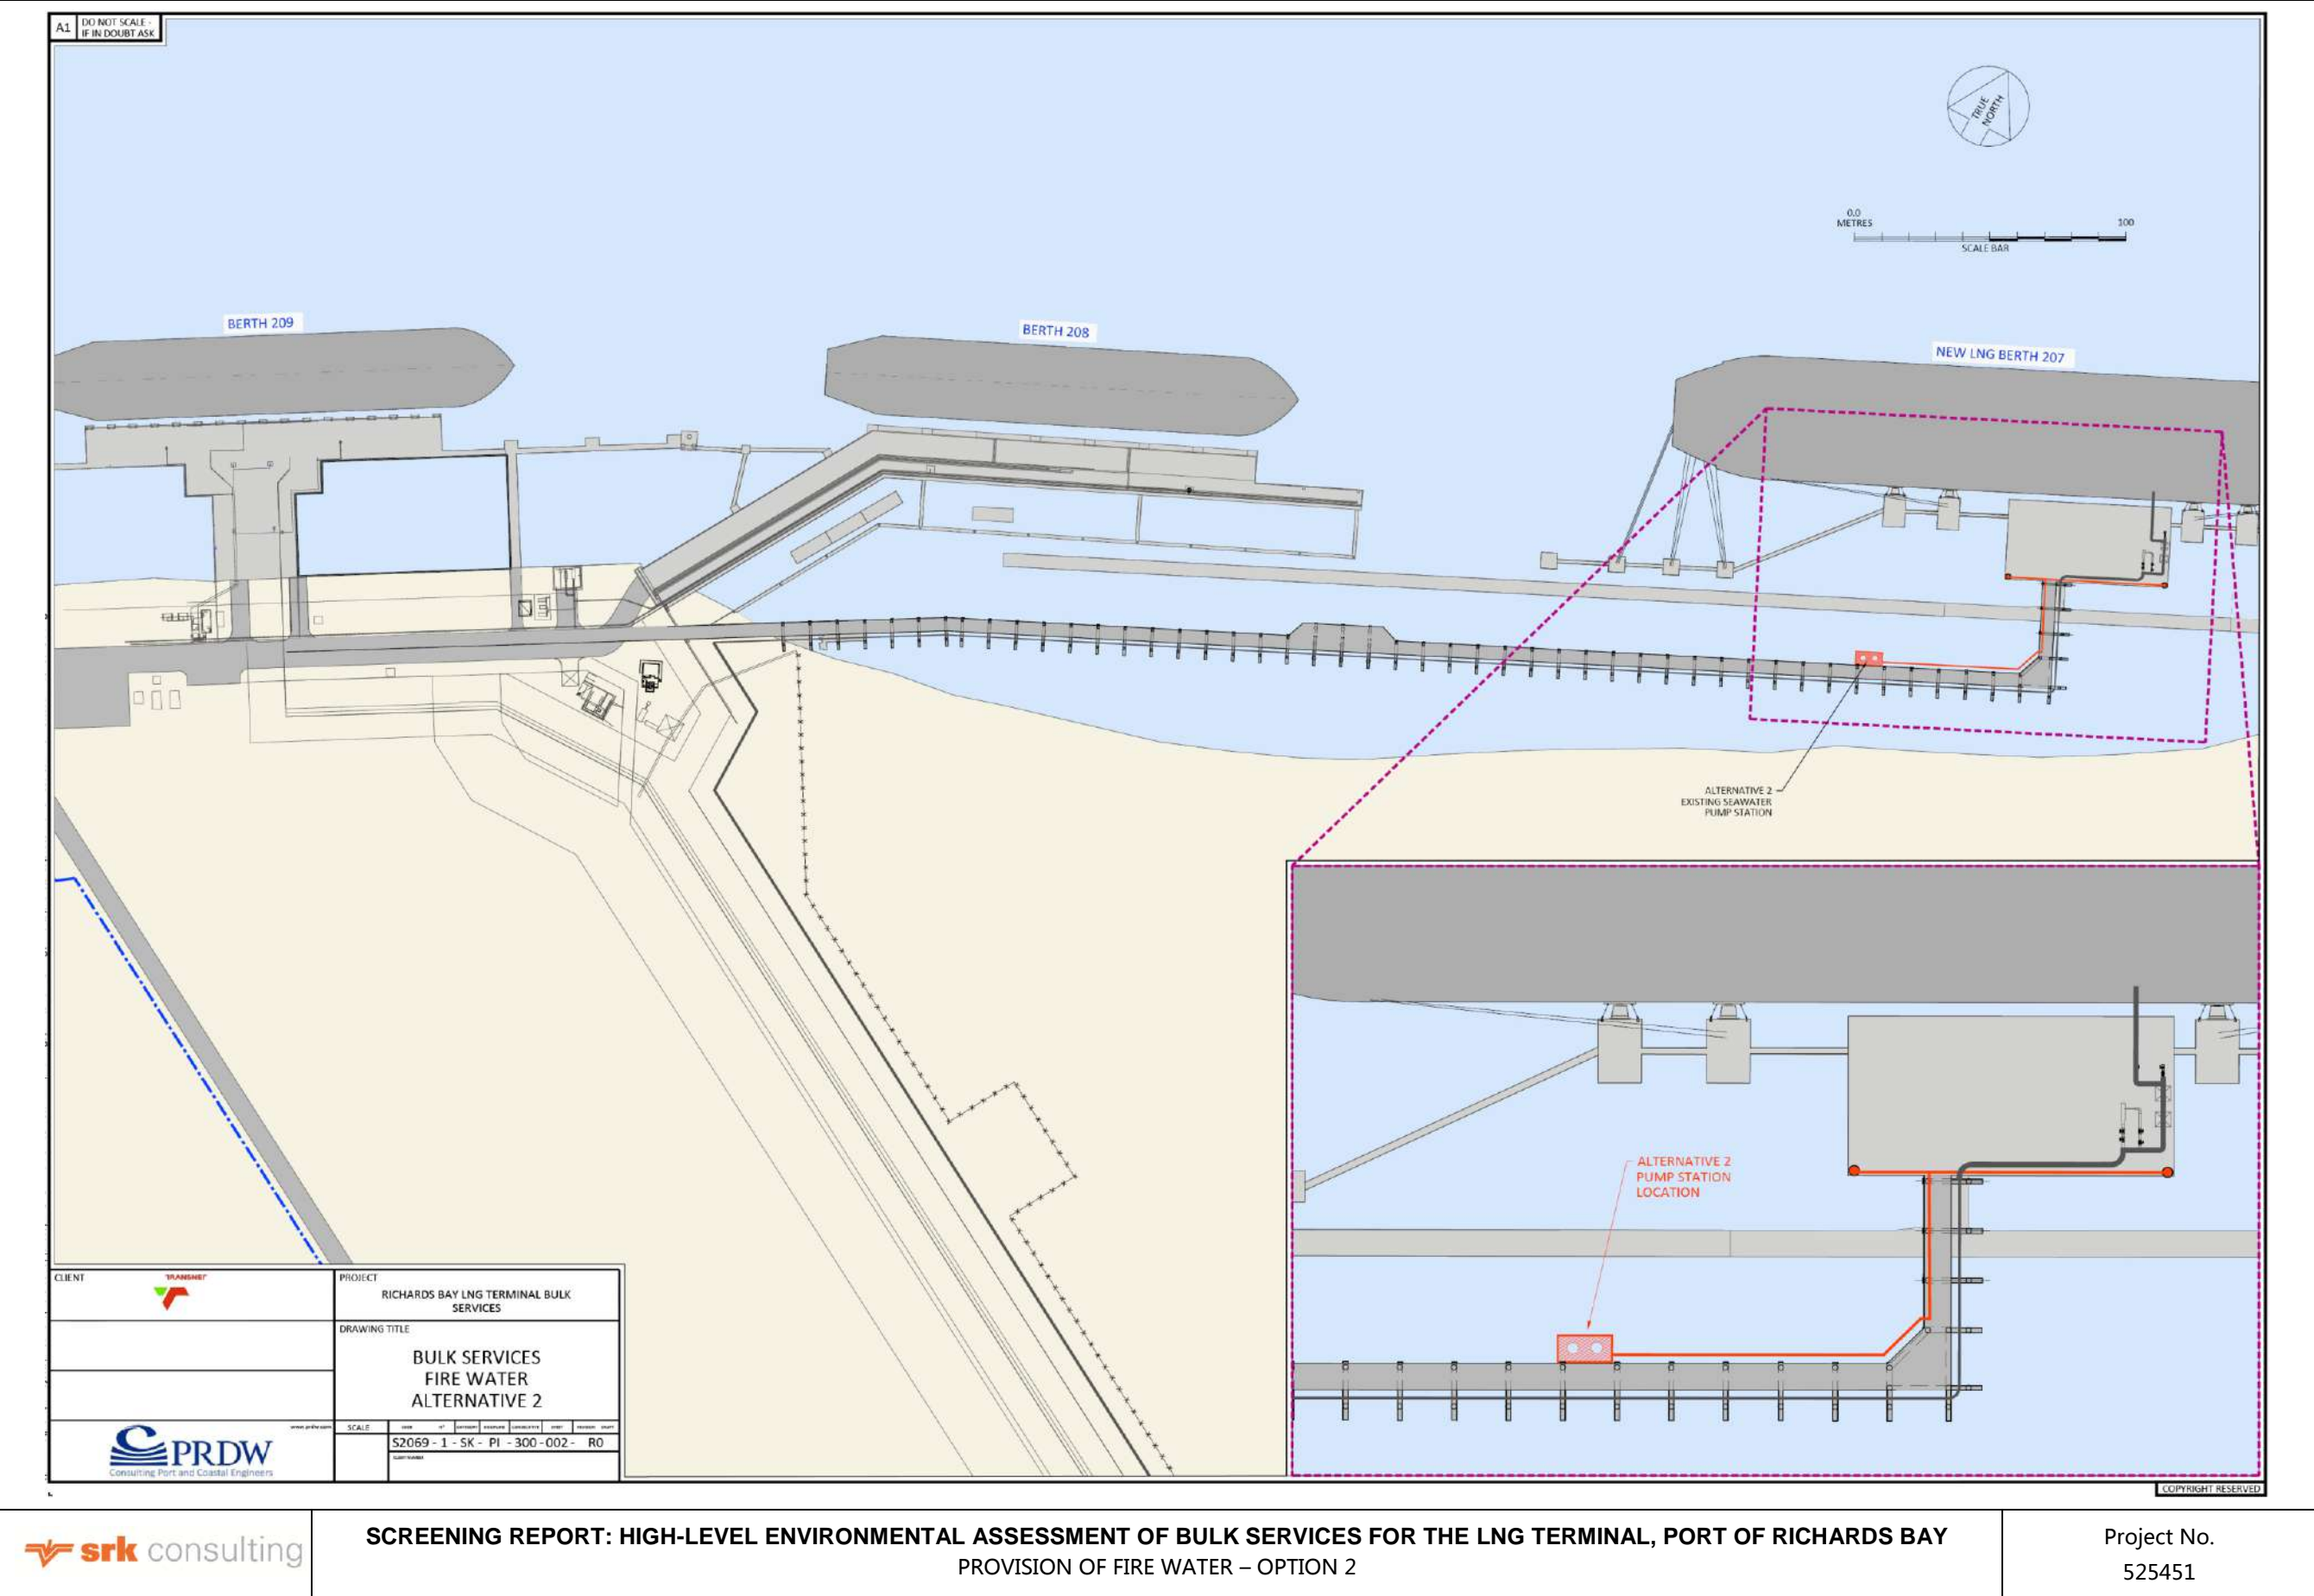 A1
DO NOT SCALE -
IF IN DOUBT ASK
TRUE
NORTH
0.0
METRES
100
SCALE BAR
BERTH 209
BERTH 208
NEW LNG BERTH 207
ALTERNATIVE 2
EXISTING SEAWATER
PUMP STATION
ALTERNATIVE 2
PUMP STATION
LOCATION
CLIENT
TRANSNET
PROJECT
RICHARDS BAY LNG TERMINAL BULK
SERVICES
DRAWING TITLE
BULK SERVICES
FIRE WATER
ALTERNATIVE 2
www.prdw.com
SCALE
S2069 - 1 - SK - PI - 300 - 002 - R0
PRDW
Consulting Port and Coastal Engineers
COPYRIGHT RESERVED
srk consulting
SCREENING REPORT: HIGH-LEVEL ENVIRONMENTAL ASSESSMENT OF BULK SERVICES FOR THE LNG TERMINAL, PORT OF RICHARDS BAY
PROVISION OF FIRE WATER – OPTION 2
Project No.
525451